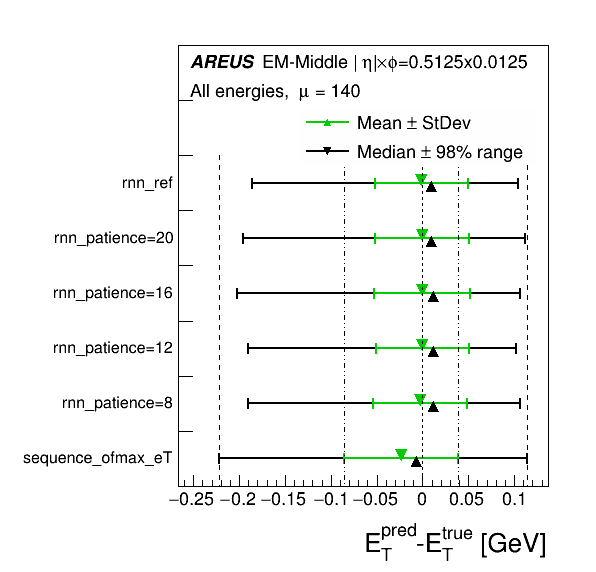 AREUS EM-Middle | η|×ϕ=0.5125x0.0125
All energies, μ = 140
Mean ± StDev
Median ± 98% range
rnn_ref
rnn_patience=20
rnn_patience=16
rnn_patience=12
rnn_patience=8
sequence_ofmax_eT
−0.25 −0.2 −0.15 −0.1 −0.05 0 0.05 0.1
E_T^pred-E_T^true [GeV]